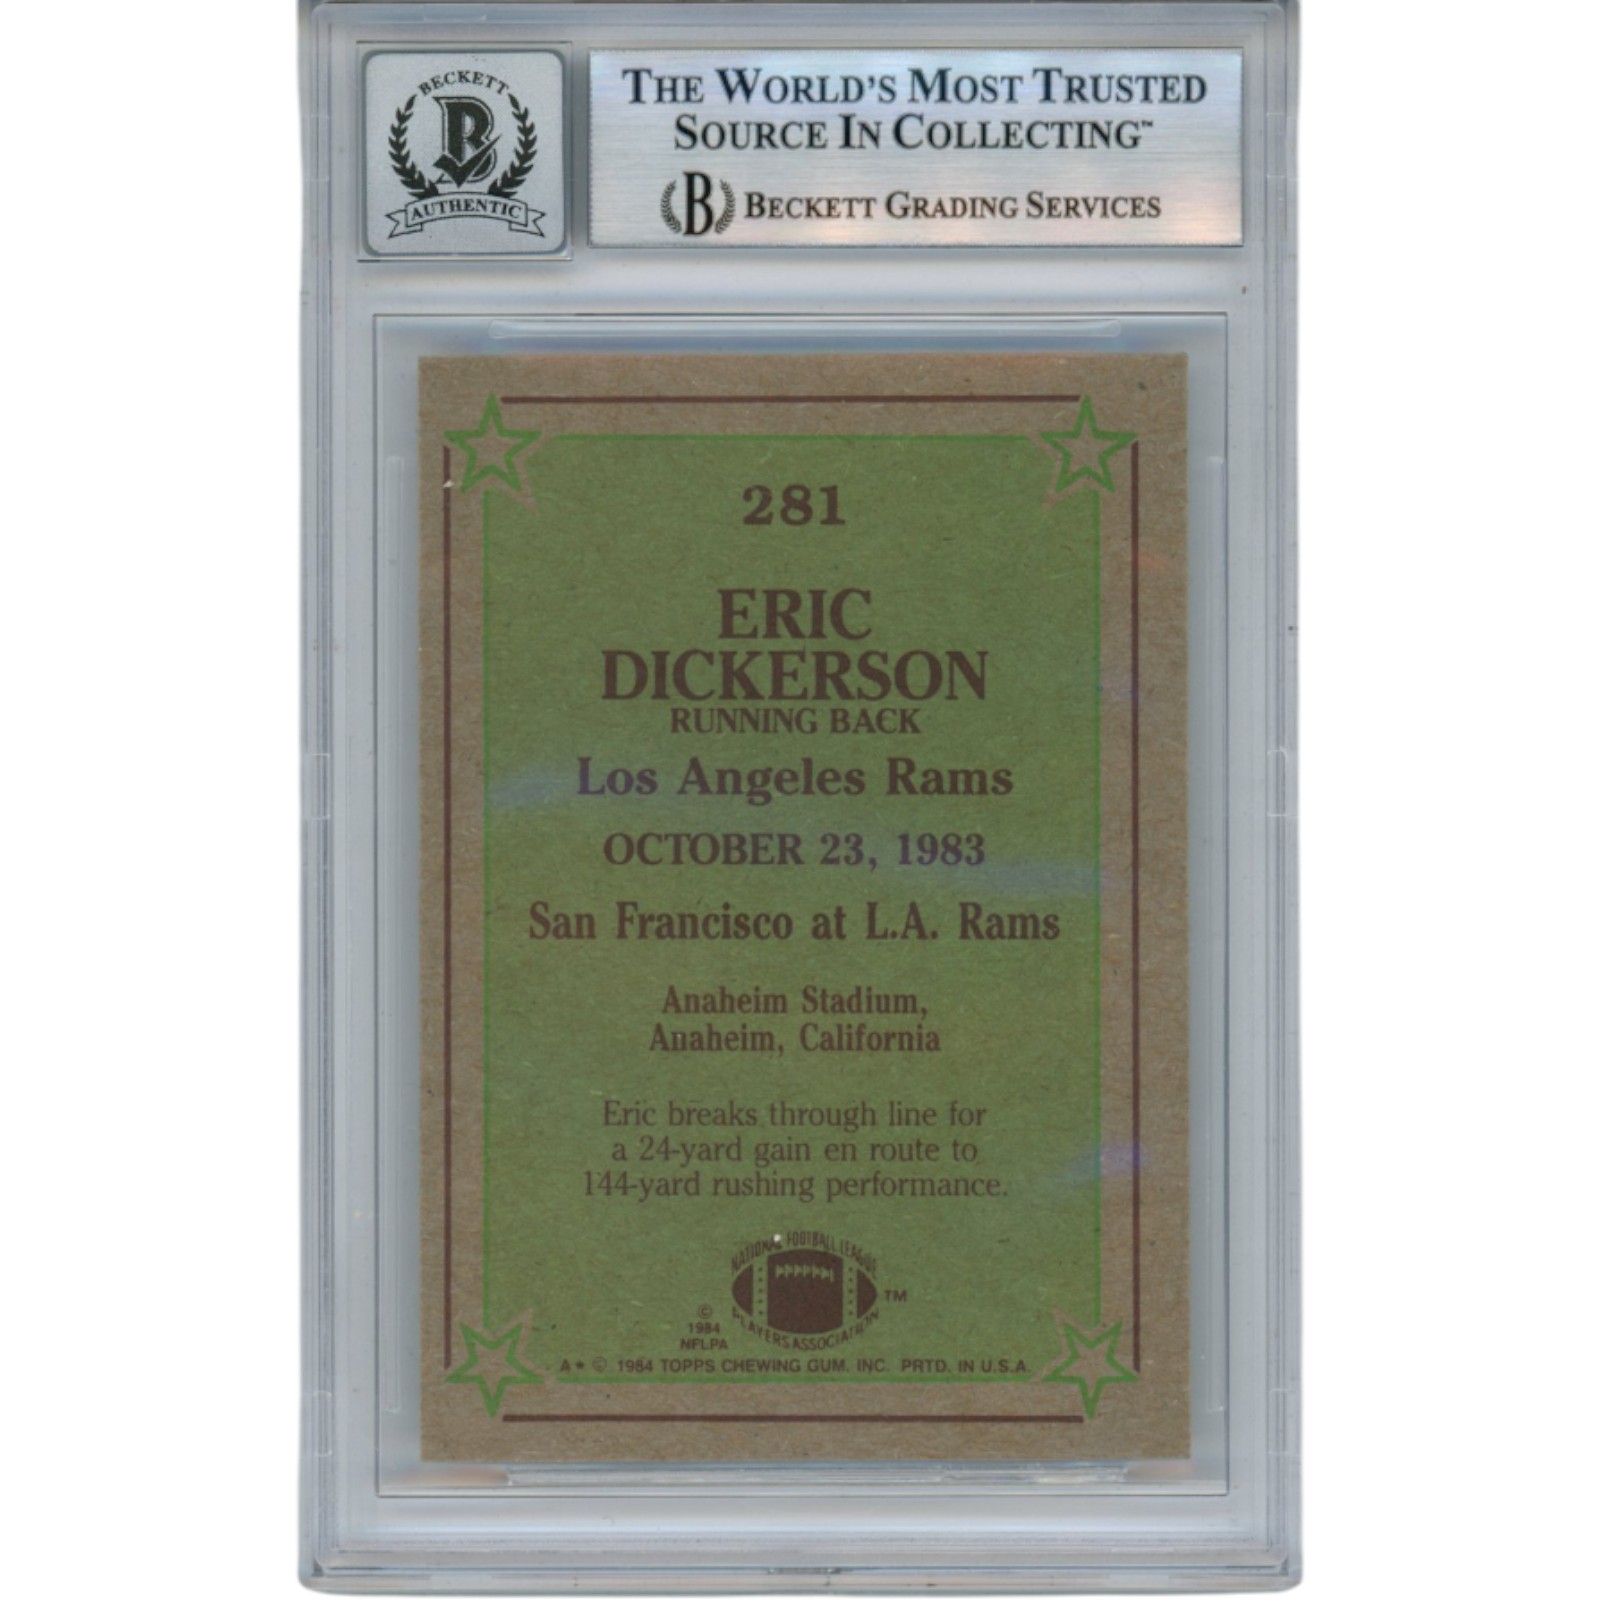 BECKETT
B
AUTHENTIC
THE WORLD'S MOST TRUSTED
SOURCE IN COLLECTING™
B BECKETT GRADING SERVICES
281
ERIC
DICKERSON
RUNNING BACK
Los Angeles Rams
OCTOBER 23, 1983
San Francisco at L.A. Rams
Anaheim Stadium,
Anaheim, California
Eric breaks through line for
a 24-yard gain en route to
144-yard rushing performance.
NATIONAL FOOTBALL LEAGUE
PLAYERS ASSOCIATION
™
©
1984
NFLPA
A★ © 1984 TOPPS CHEWING GUM. INC. PRTD. IN U.S.A.